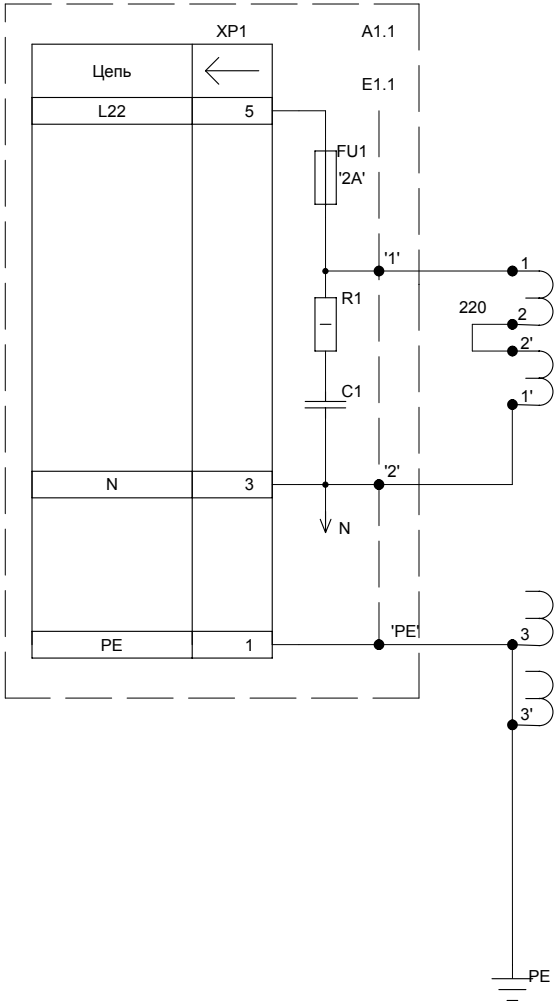 XP1
A1.1
Цепь
E1.1
L22 5
FU1
'2A'
'1'
1
R1
220
2
2'
C1
1'
'2'
N 3
N
'PE'
3
PE 1
3'
PE